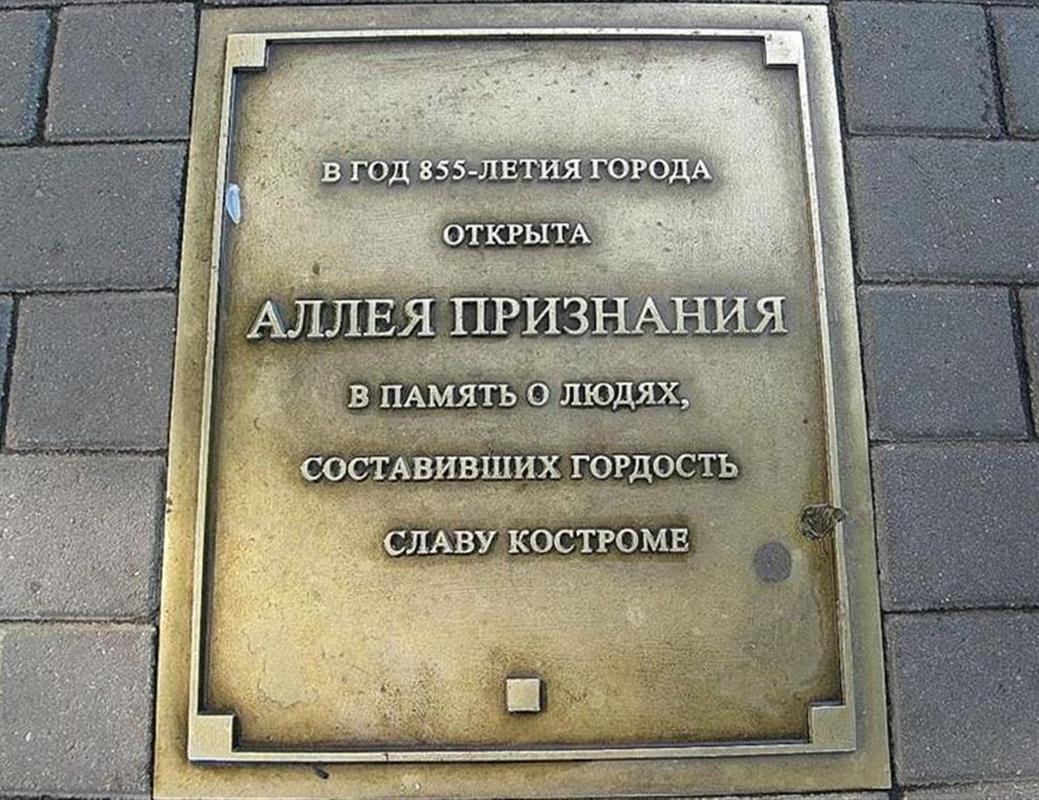 В ГОД 855-ЛЕТИЯ ГОРОДА
ОТКРЫТА
АЛЛЕЯ ПРИЗНАНИЯ
В ПАМЯТЬ О ЛЮДЯХ,
СОСТАВИВШИХ ГОРДОСТЬ
СЛАВУ КОСТРОМЕ